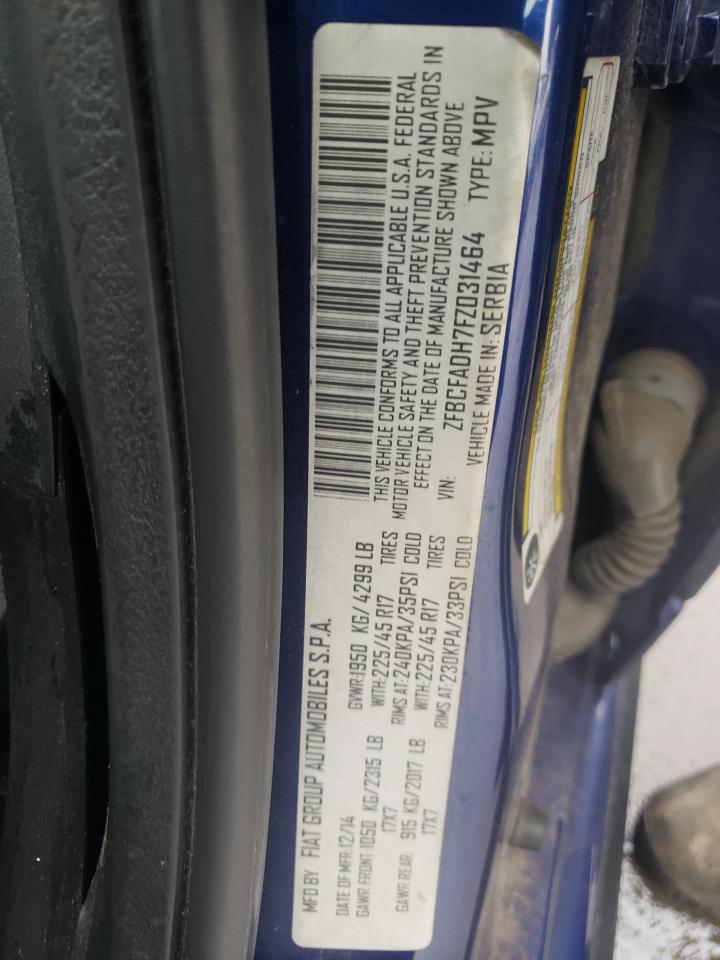 MFD BY FIAT GROUP AUTOMOBILES S.P.A.
DATE OF MFR:12/14 GVWR:1950 KG/4299 LB
GAWR FRONT:1050 KG/2315 LB WITH:225/45 R17 TIRES
17X7 RIMS AT:240KPA/35PSI COLD
GAWR REAR: 915 KG/2017 LB WITH:225/45 R17 TIRES
17X7 RIMS AT:230KPA/33PSI COLD
THIS VEHICLE CONFORMS TO ALL APPLICABLE U.S.A. FEDERAL
MOTOR VEHICLE SAFETY AND THEFT PREVENTION STANDARDS IN
EFFECT ON THE DATE OF MANUFACTURE SHOWN ABOVE
VIN: ZFBCFADH7FZ031464 TYPE: MPV
VEHICLE MADE IN: SERBIA